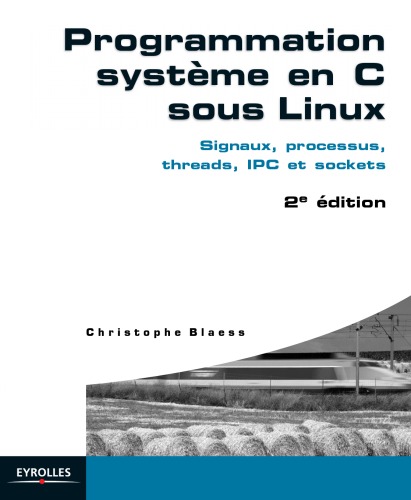 Programmation
système en C
sous Linux
Signaux, processus,
threads, IPC et sockets
2e édition
Christophe Blaess
EYROLLES